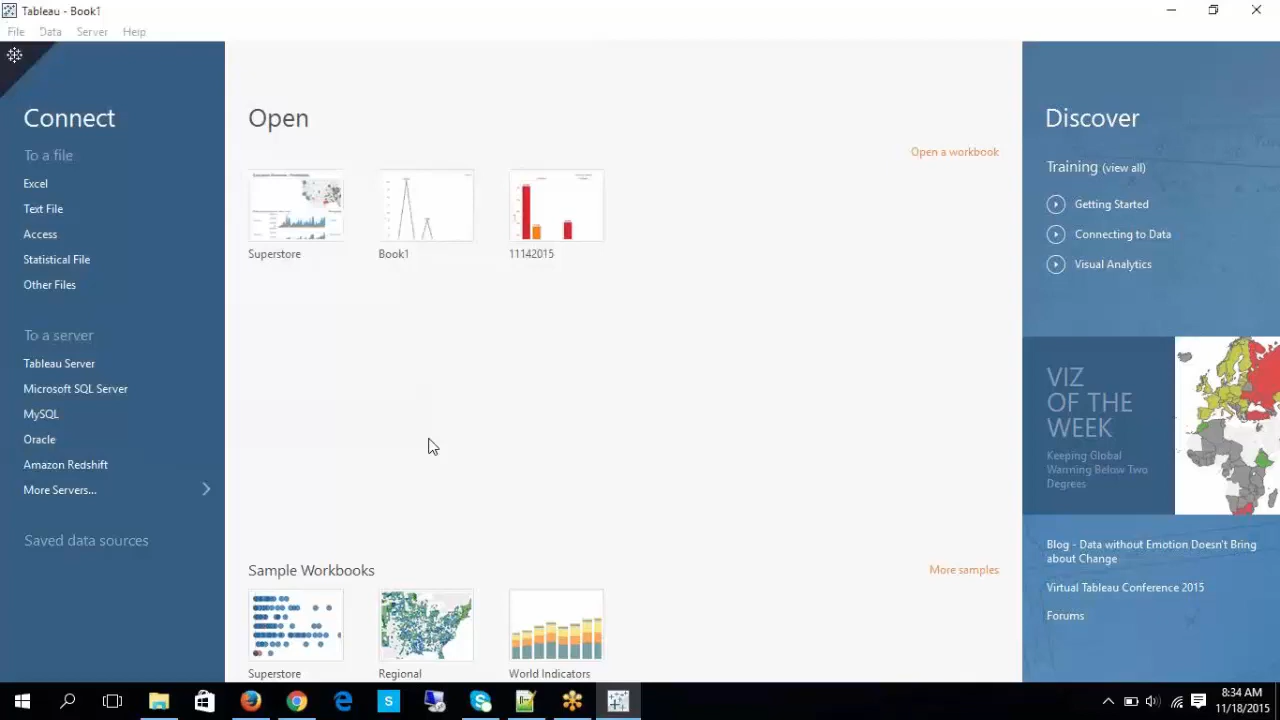 Tableau - Book1
File Data Server Help
Connect
To a file
Excel
Text File
Access
Statistical File
Other Files
To a server
Tableau Server
Microsoft SQL Server
MySQL
Oracle
Amazon Redshift
More Servers...
Saved data sources
Open
Open a workbook
Superstore
Book1
11142015
Sample Workbooks
More samples
Superstore
Regional
World Indicators
Discover
Training (view all)
Getting Started
Connecting to Data
Visual Analytics
VIZ
OF THE
WEEK
Keeping Global
Warming Below Two
Degrees
Blog - Data without Emotion Doesn't Bring
about Change
Virtual Tableau Conference 2015
Forums
8:34 AM
11/18/2015